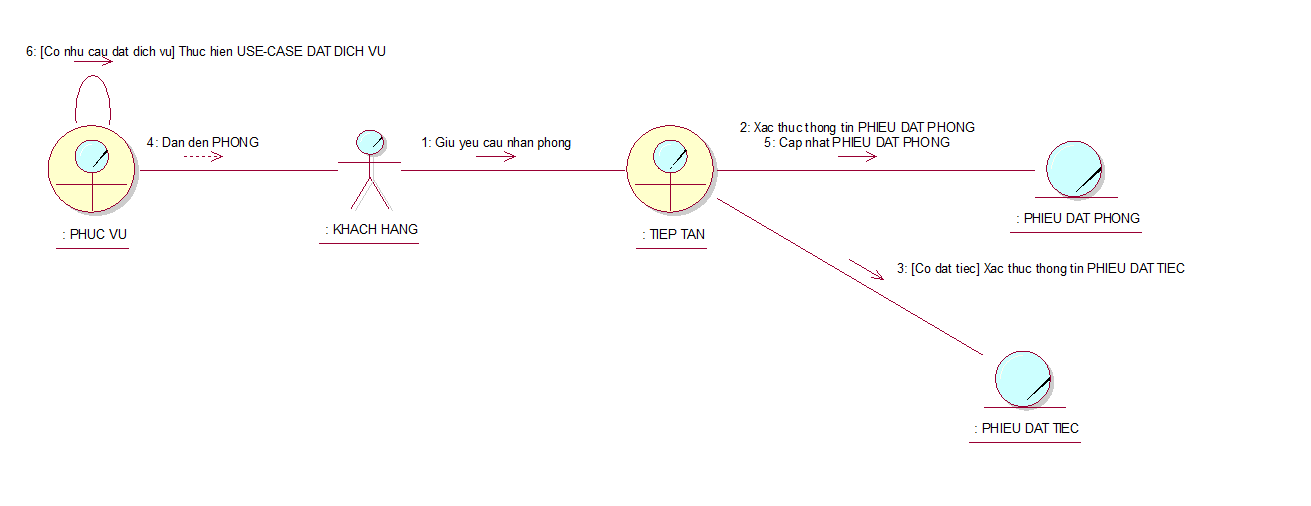 6: [Co nhu cau dat dich vu] Thuc hien USE-CASE DAT DICH VU
4: Dan den PHONG
1: Giu yeu cau nhan phong
2: Xac thuc thong tin PHIEU DAT PHONG
5: Cap nhat PHIEU DAT PHONG
: PHUC VU
: KHACH HANG
: TIEP TAN
: PHIEU DAT PHONG
3: [Co dat tiec] Xac thuc thong tin PHIEU DAT TIEC
: PHIEU DAT TIEC